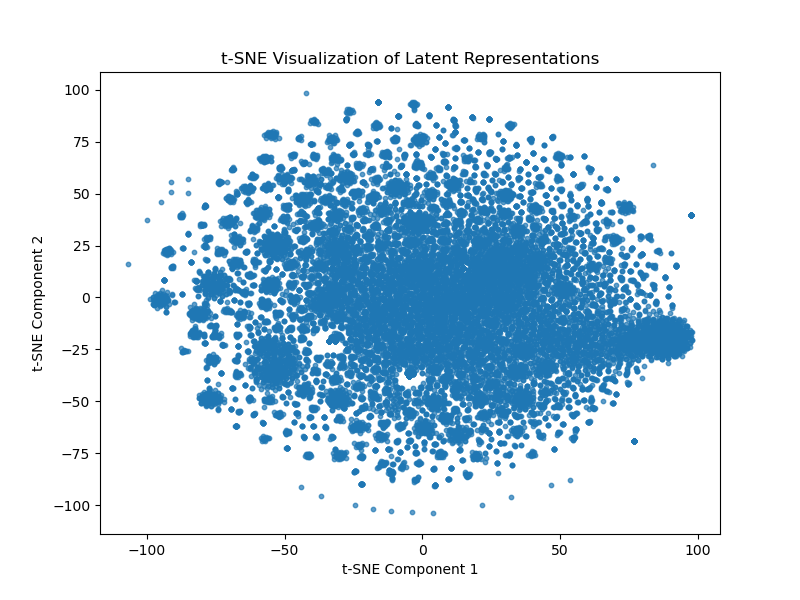 t-SNE Visualization of Latent Representations
100
75
50
25
0
−25
−50
−75
−100
t-SNE Component 2
−100 −50 0 50 100
t-SNE Component 1